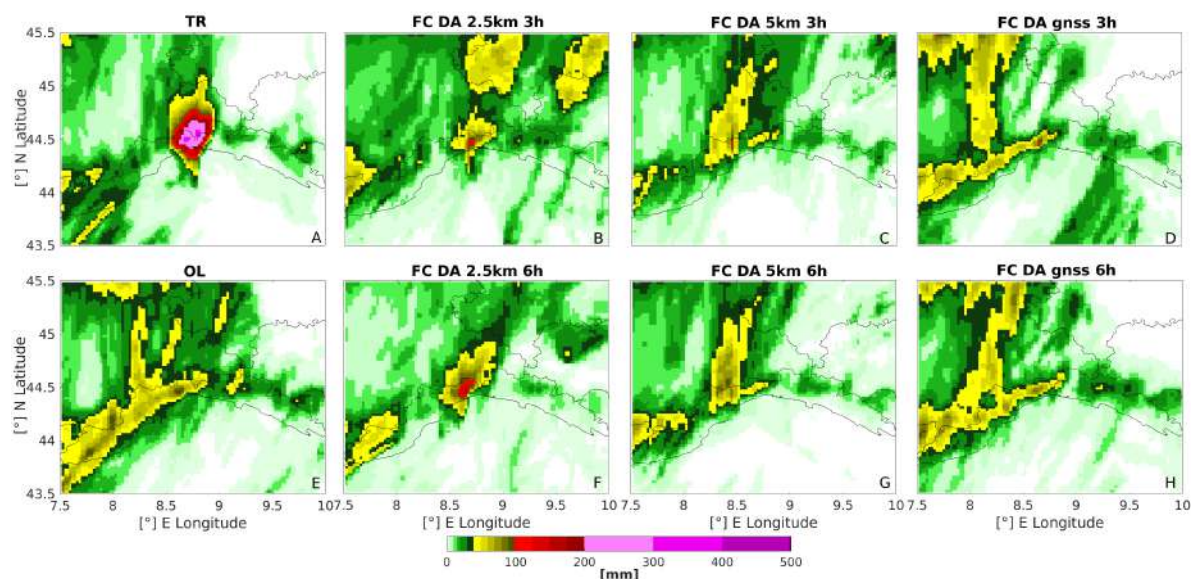 TR
FC DA 2.5km 3h
FC DA 5km 3h
FC DA gnss 3h
45.5
45
44.5
44
43.5
[°] N Latitude
A
B
C
D
OL
FC DA 2.5km 6h
FC DA 5km 6h
FC DA gnss 6h
45.5
45
44.5
44
43.5
[°] N Latitude
E
F
G
H
7.5 8 8.5 9 9.5 10
7.5 8 8.5 9 9.5 10
7.5 8 8.5 9 9.5 10
7.5 8 8.5 9 9.5 10
[°] E Longitude
[°] E Longitude
[°] E Longitude
[°] E Longitude
0 100 200 300 400 500
[mm]